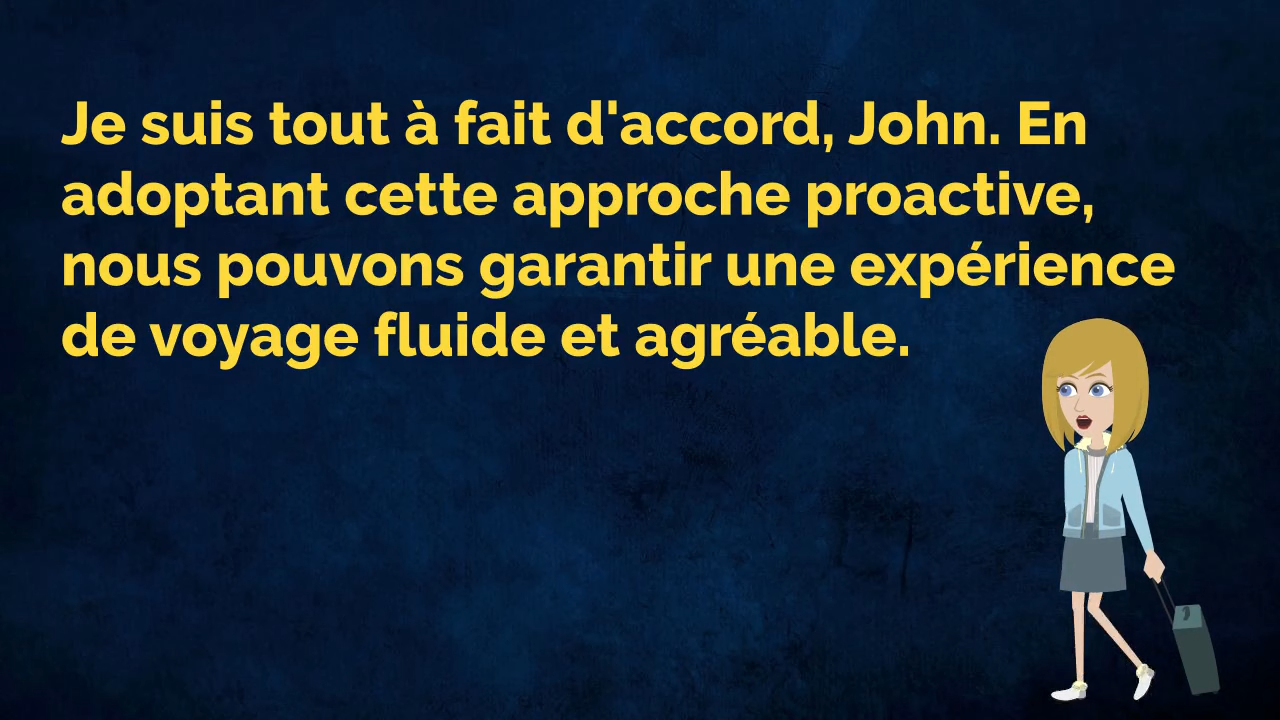 Je suis tout à fait d'accord, John. En
adoptant cette approche proactive,
nous pouvons garantir une expérience
de voyage fluide et agréable.